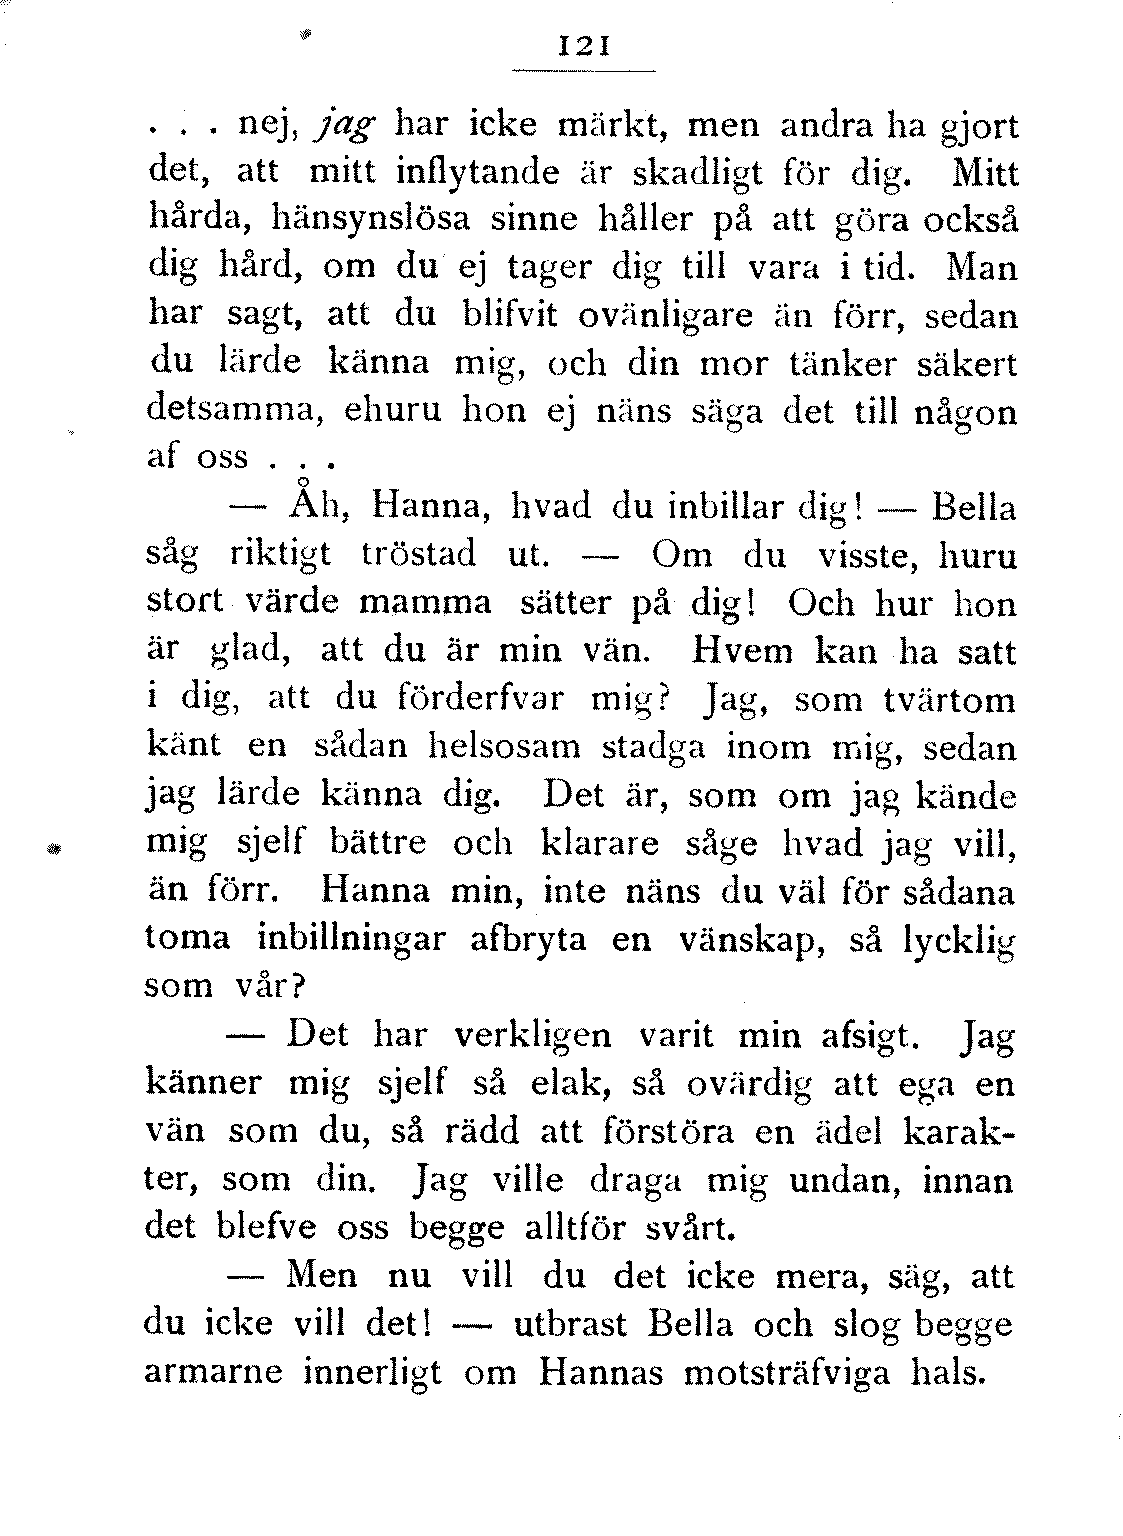 121
. . . nej, jag har icke märkt, men andra ha gjort
det, att mitt inflytande är skadligt för dig. Mitt
hårda, hänsynslösa sinne håller på att göra också
dig hård, om du ej tager dig till vara i tid. Man
har sagt, att du blifvit ovänligare än förr, sedan
du lärde känna mig, och din mor tänker säkert
detsamma, ehuru hon ej näns säga det till någon
af oss . . .
— Åh, Hanna, hvad du inbillar dig! — Bella
såg riktigt tröstad ut. — Om du visste, huru
stort värde mamma sätter på dig! Och hur hon
är glad, att du är min vän. Hvem kan ha satt
i dig, att du förderfvar mig? Jag, som tvärtom
känt en sådan helsosam stadga inom mig, sedan
jag lärde känna dig. Det är, som om jag kände
mig sjelf bättre och klarare såge hvad jag vill,
än förr. Hanna min, inte näns du väl för sådana
toma inbillningar afbryta en vänskap, så lycklig
som vår?
— Det har verkligen varit min afsigt. Jag
känner mig sjelf så elak, så ovärdig att ega en
vän som du, så rädd att förstöra en ädel karak-
ter, som din. Jag ville draga mig undan, innan
det blefve oss begge alltför svårt.
— Men nu vill du det icke mera, säg, att
du icke vill det! — utbrast Bella och slog begge
armarne innerligt om Hannas motsträfviga hals.